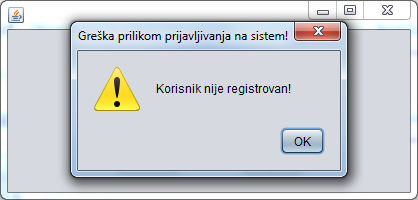 Greška prilikom prijavljivanja na sistem!
Korisnik nije registrovan!
OK